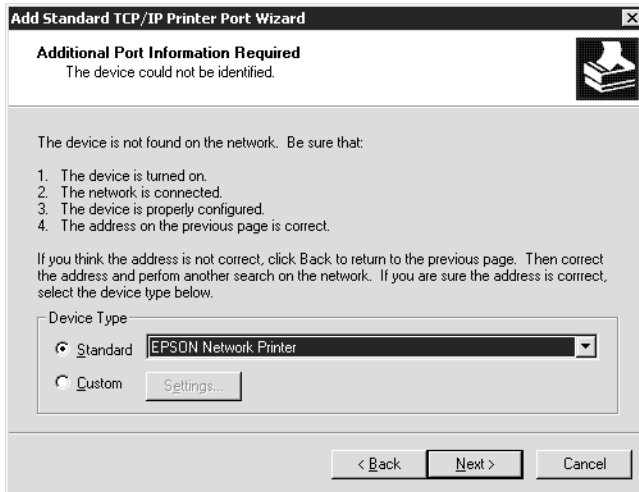 Add Standard TCP/IP Printer Port Wizard
Additional Port Information Required
The device could not be identified.
The device is not found on the network. Be sure that:
1. The device is turned on.
2. The network is connected.
3. The device is properly configured.
4. The address on the previous page is correct.
If you think the address is not correct, click Back to return to the previous page. Then correct
the address and perfom another search on the network. If you are sure the address is corrrect,
select the device type below.
Device Type
Standard EPSON Network Printer
Custom Settings...
< Back Next > Cancel